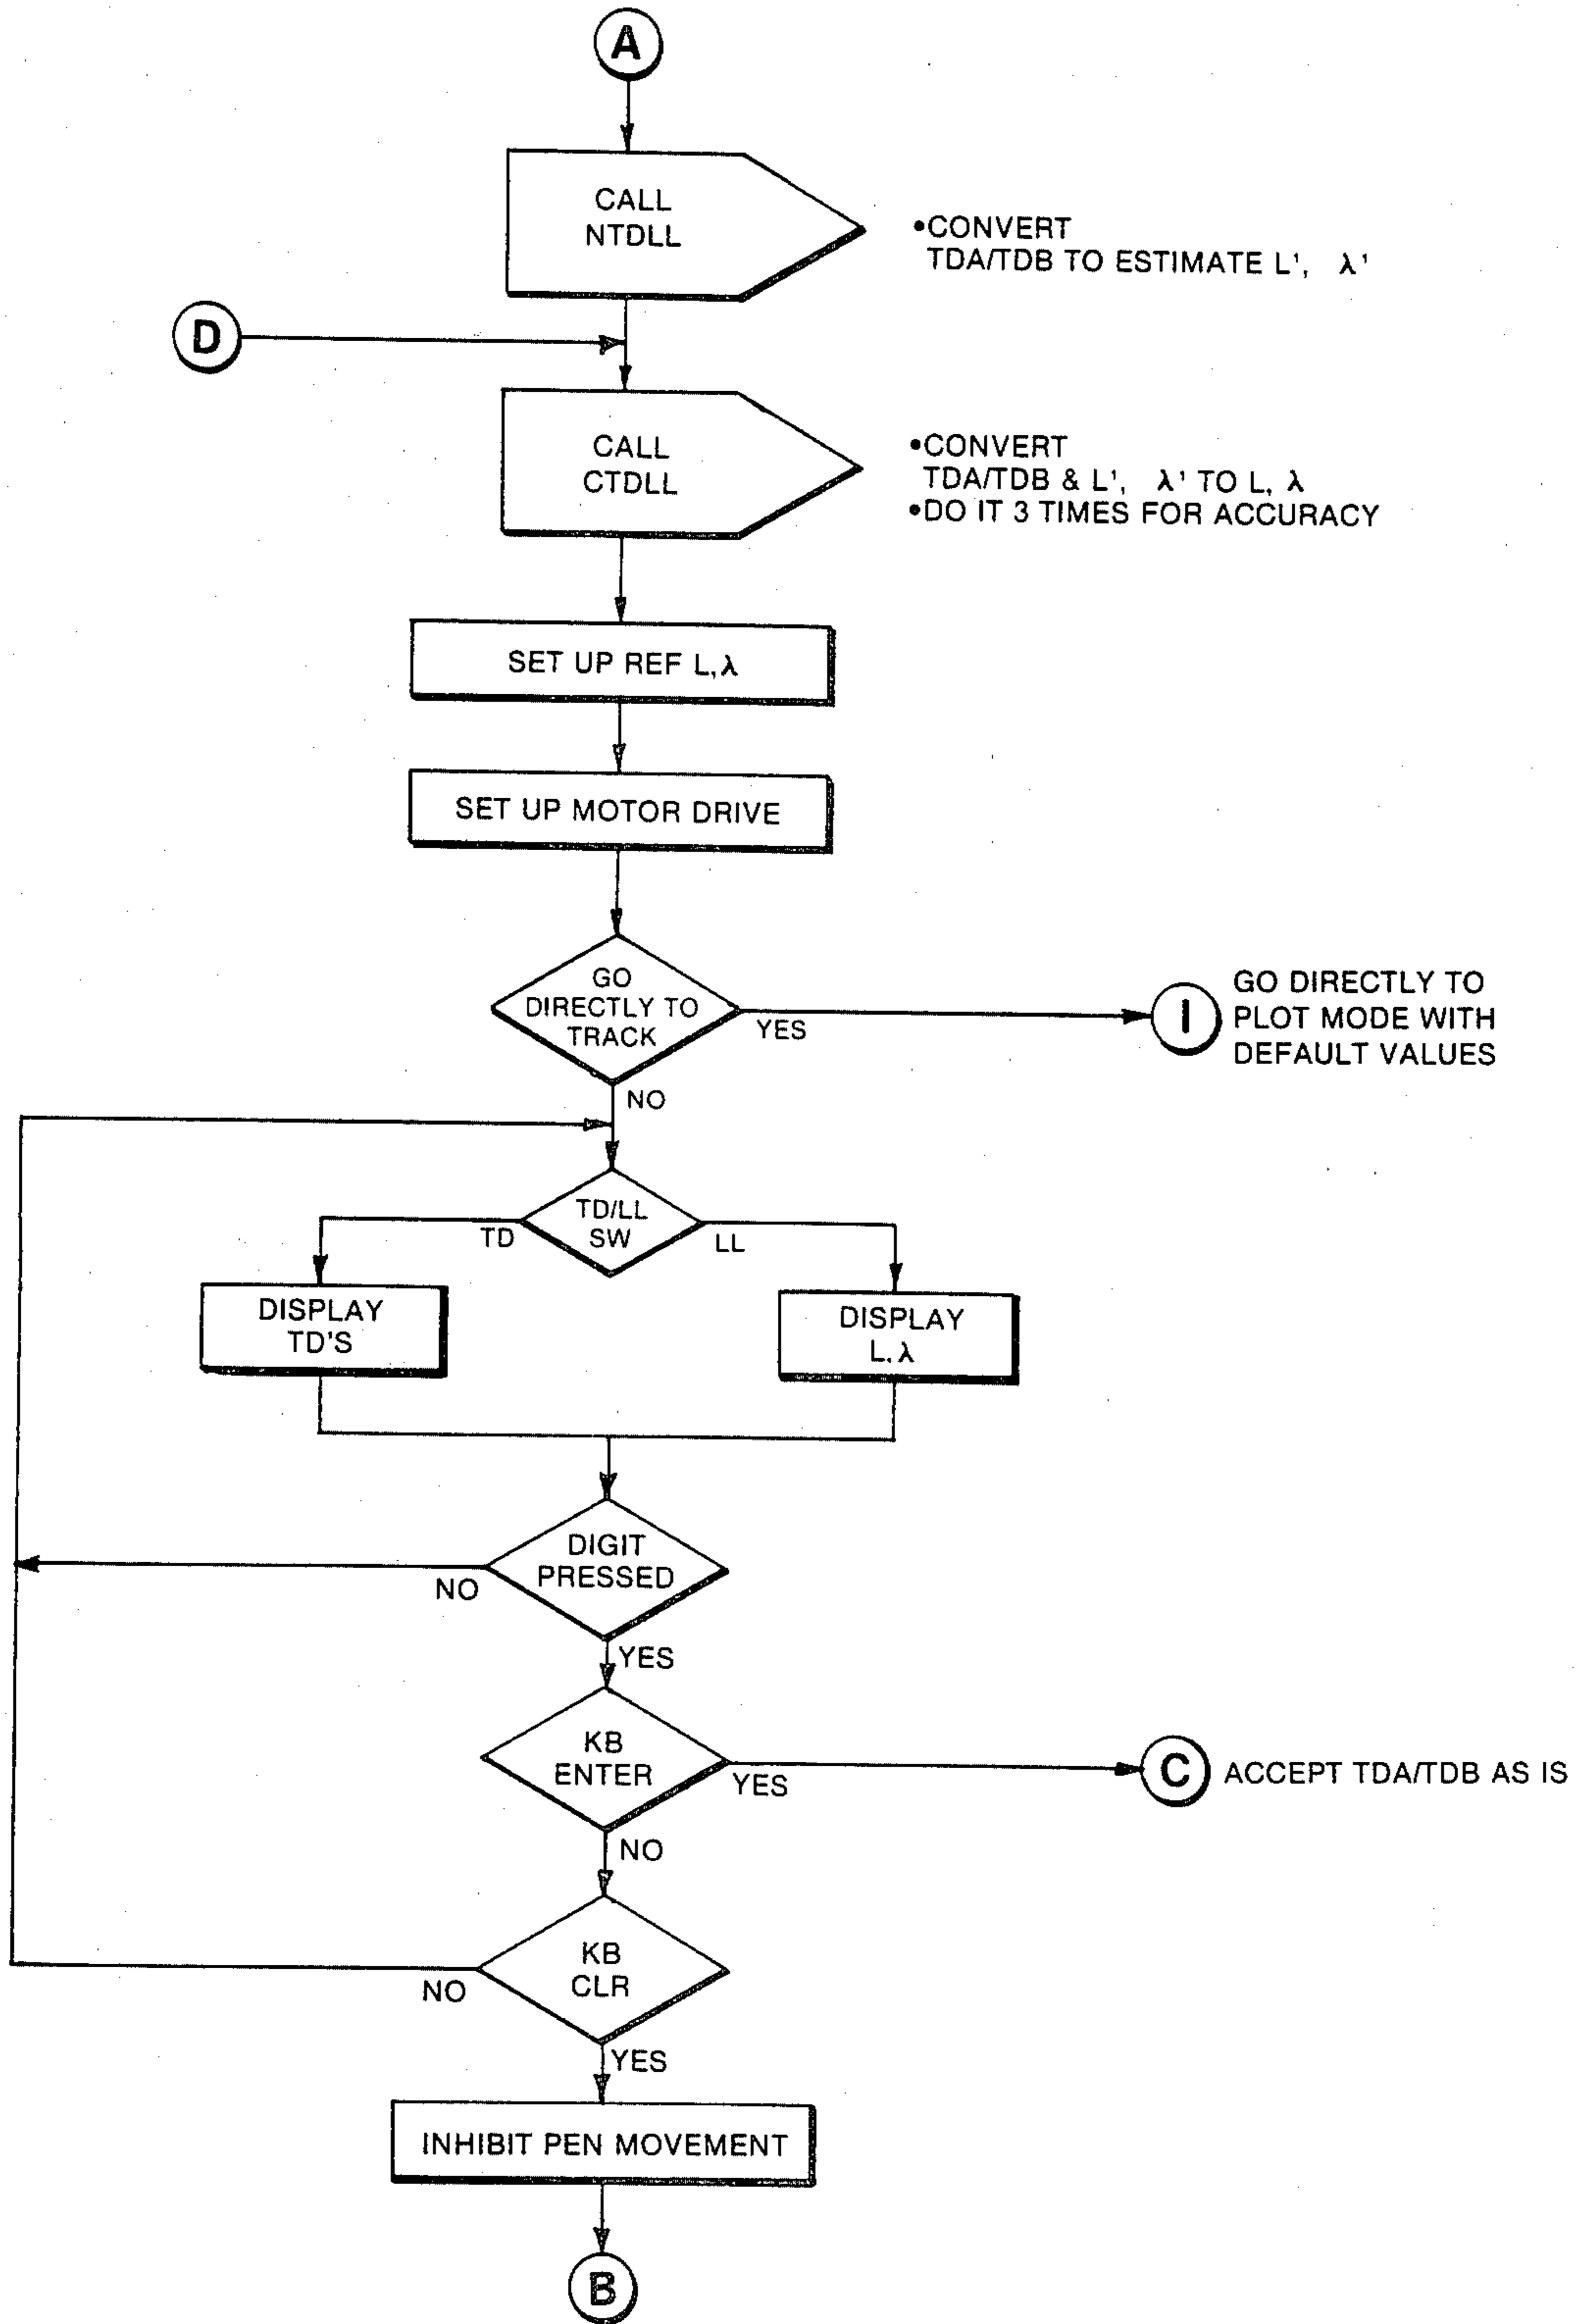 A
CALL
NTDLL
•CONVERT
TDA/TDB TO ESTIMATE L', λ'
D
CALL
CTDLL
•CONVERT
TDA/TDB & L', λ' TO L, λ
•DO IT 3 TIMES FOR ACCURACY
SET UP REF L,λ
SET UP MOTOR DRIVE
GO
DIRECTLY TO
TRACK
YES
I
GO DIRECTLY TO
PLOT MODE WITH
DEFAULT VALUES
NO
TD/LL
SW
TD
LL
DISPLAY
TD'S
DISPLAY
L,λ
DIGIT
PRESSED
NO
YES
KB
ENTER
YES
C
ACCEPT TDA/TDB AS IS
NO
KB
CLR
NO
YES
INHIBIT PEN MOVEMENT
B